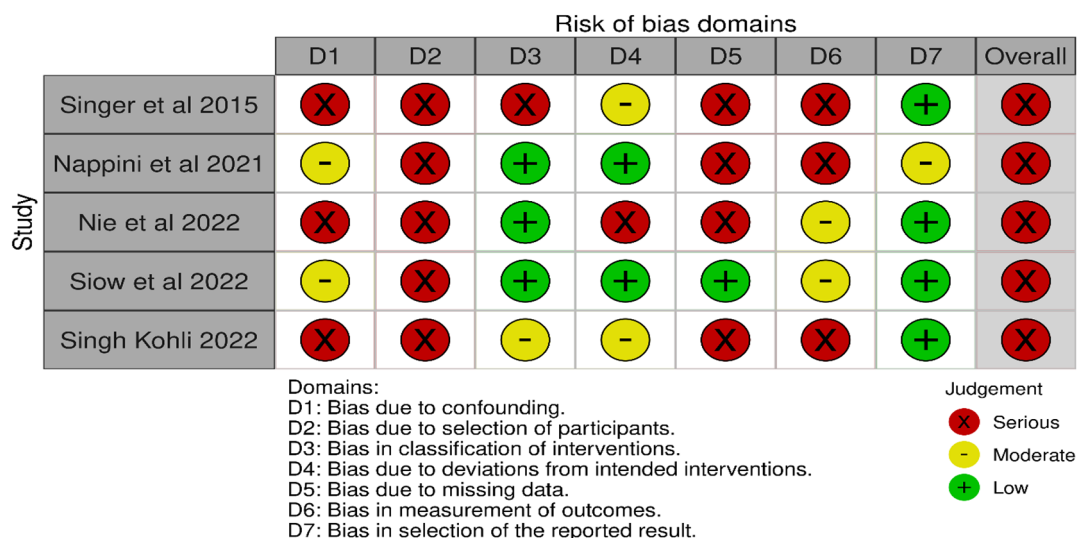 Risk of bias domains
D1 D2 D3 D4 D5 D6 D7 Overall
Study
Singer et al 2015 X X X - X X + X
Nappini et al 2021 - X + + X X - X
Nie et al 2022 X X + X X - + X
Siow et al 2022 - X + + + - + X
Singh Kohli 2022 X X - - X X + X
Domains:
D1: Bias due to confounding.
D2: Bias due to selection of participants.
D3: Bias in classification of interventions.
D4: Bias due to deviations from intended interventions.
D5: Bias due to missing data.
D6: Bias in measurement of outcomes.
D7: Bias in selection of the reported result.
Judgement
X Serious
- Moderate
+ Low